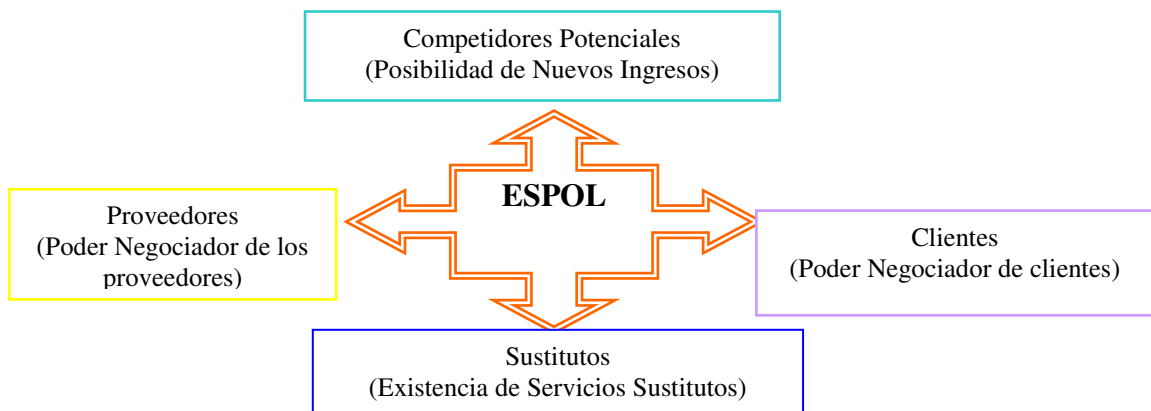 Competidores Potenciales
(Posibilidad de Nuevos Ingresos)
ESPOL
Proveedores
(Poder Negociador de los
proveedores)
Clientes
(Poder Negociador de clientes)
Sustitutos
(Existencia de Servicios Sustitutos)